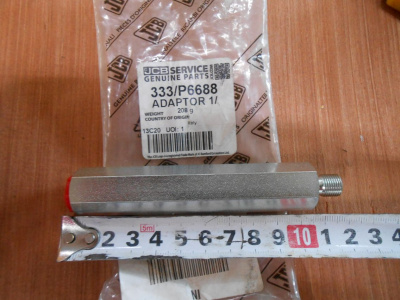 JCB SERVICE
GENUINE PARTS
333/P6688
ADAPTOR 1/
WEIGHT 208 g
COUNTRY OF ORIGIN
13C20 UOI: 1
JCB
5m
2 3 4 5 6 7 8 9 10 1 2 3 4